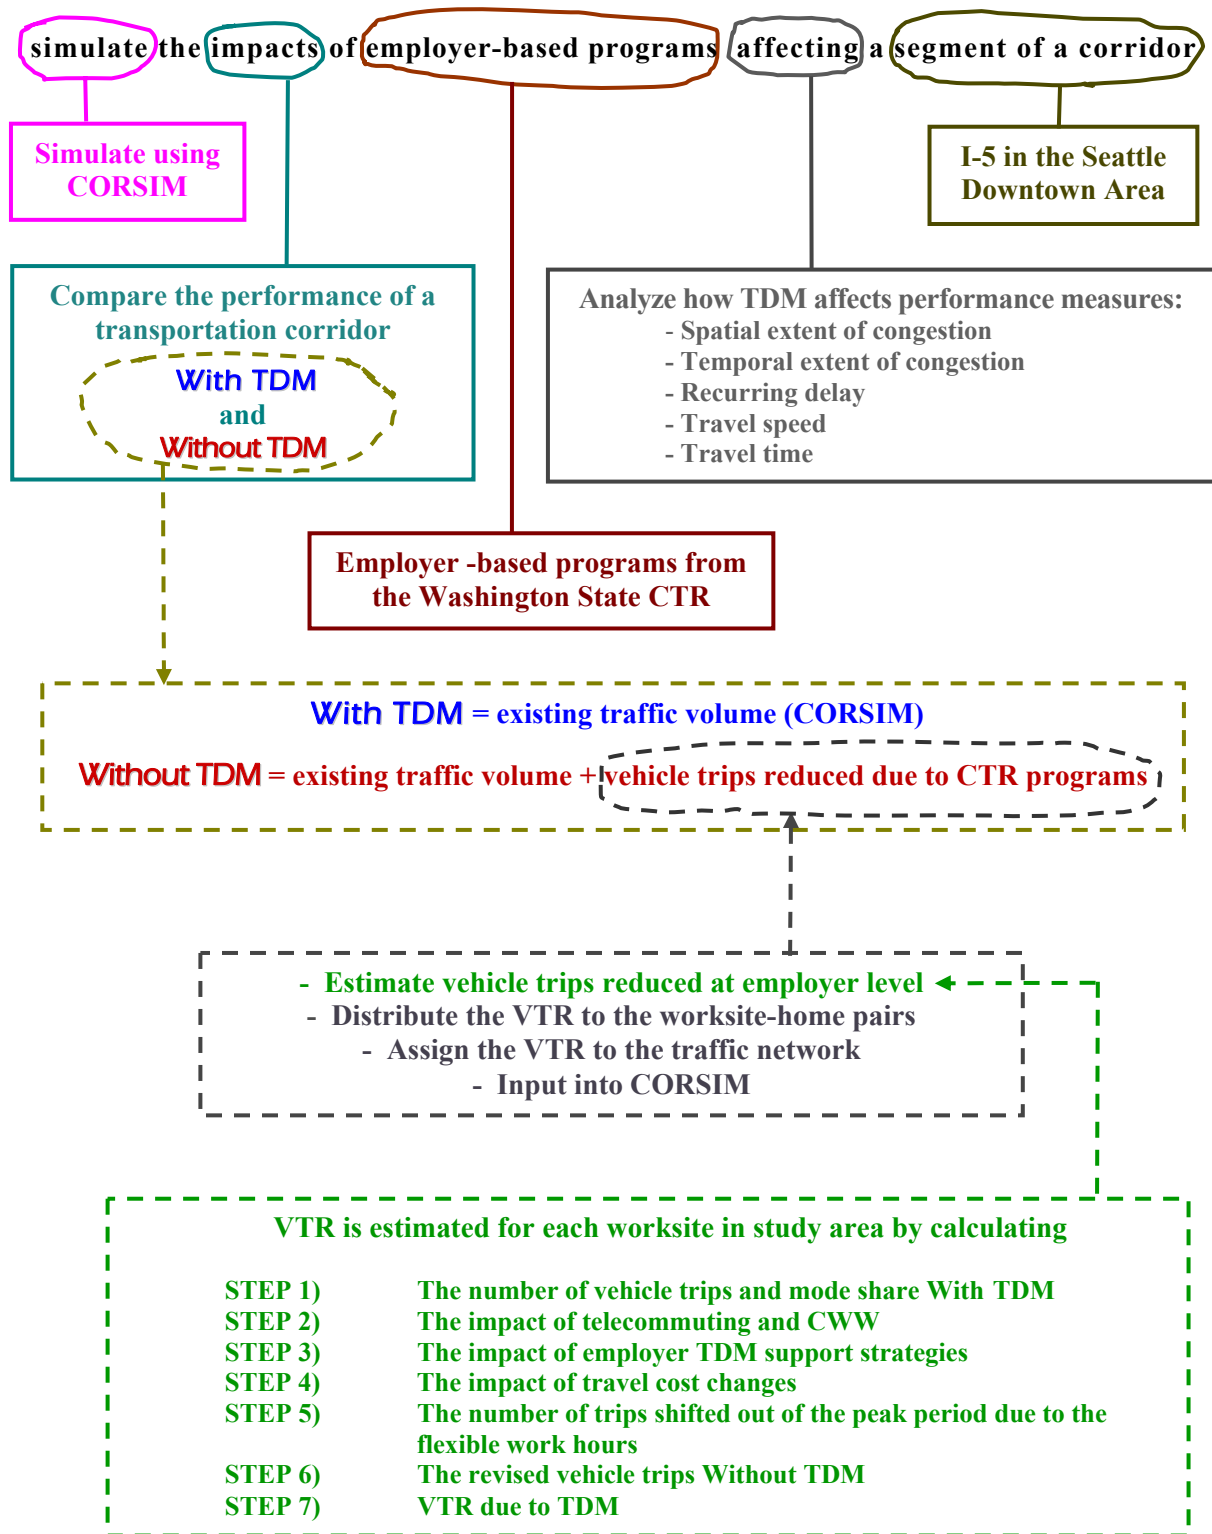 simulate the impacts of employer-based programs affecting a segment of a corridor
Simulate using
CORSIM
I-5 in the Seattle
Downtown Area
Compare the performance of a
transportation corridor
With TDM
and
Without TDM
Analyze how TDM affects performance measures:
- Spatial extent of congestion
- Temporal extent of congestion
- Recurring delay
- Travel speed
- Travel time
Employer -based programs from
the Washington State CTR
With TDM = existing traffic volume (CORSIM)
Without TDM = existing traffic volume + vehicle trips reduced due to CTR programs
- Estimate vehicle trips reduced at employer level
- Distribute the VTR to the worksite-home pairs
- Assign the VTR to the traffic network
- Input into CORSIM
VTR is estimated for each worksite in study area by calculating
STEP 1) The number of vehicle trips and mode share With TDM
STEP 2) The impact of telecommuting and CWW
STEP 3) The impact of employer TDM support strategies
STEP 4) The impact of travel cost changes
STEP 5) The number of trips shifted out of the peak period due to the
flexible work hours
STEP 6) The revised vehicle trips Without TDM
STEP 7) VTR due to TDM